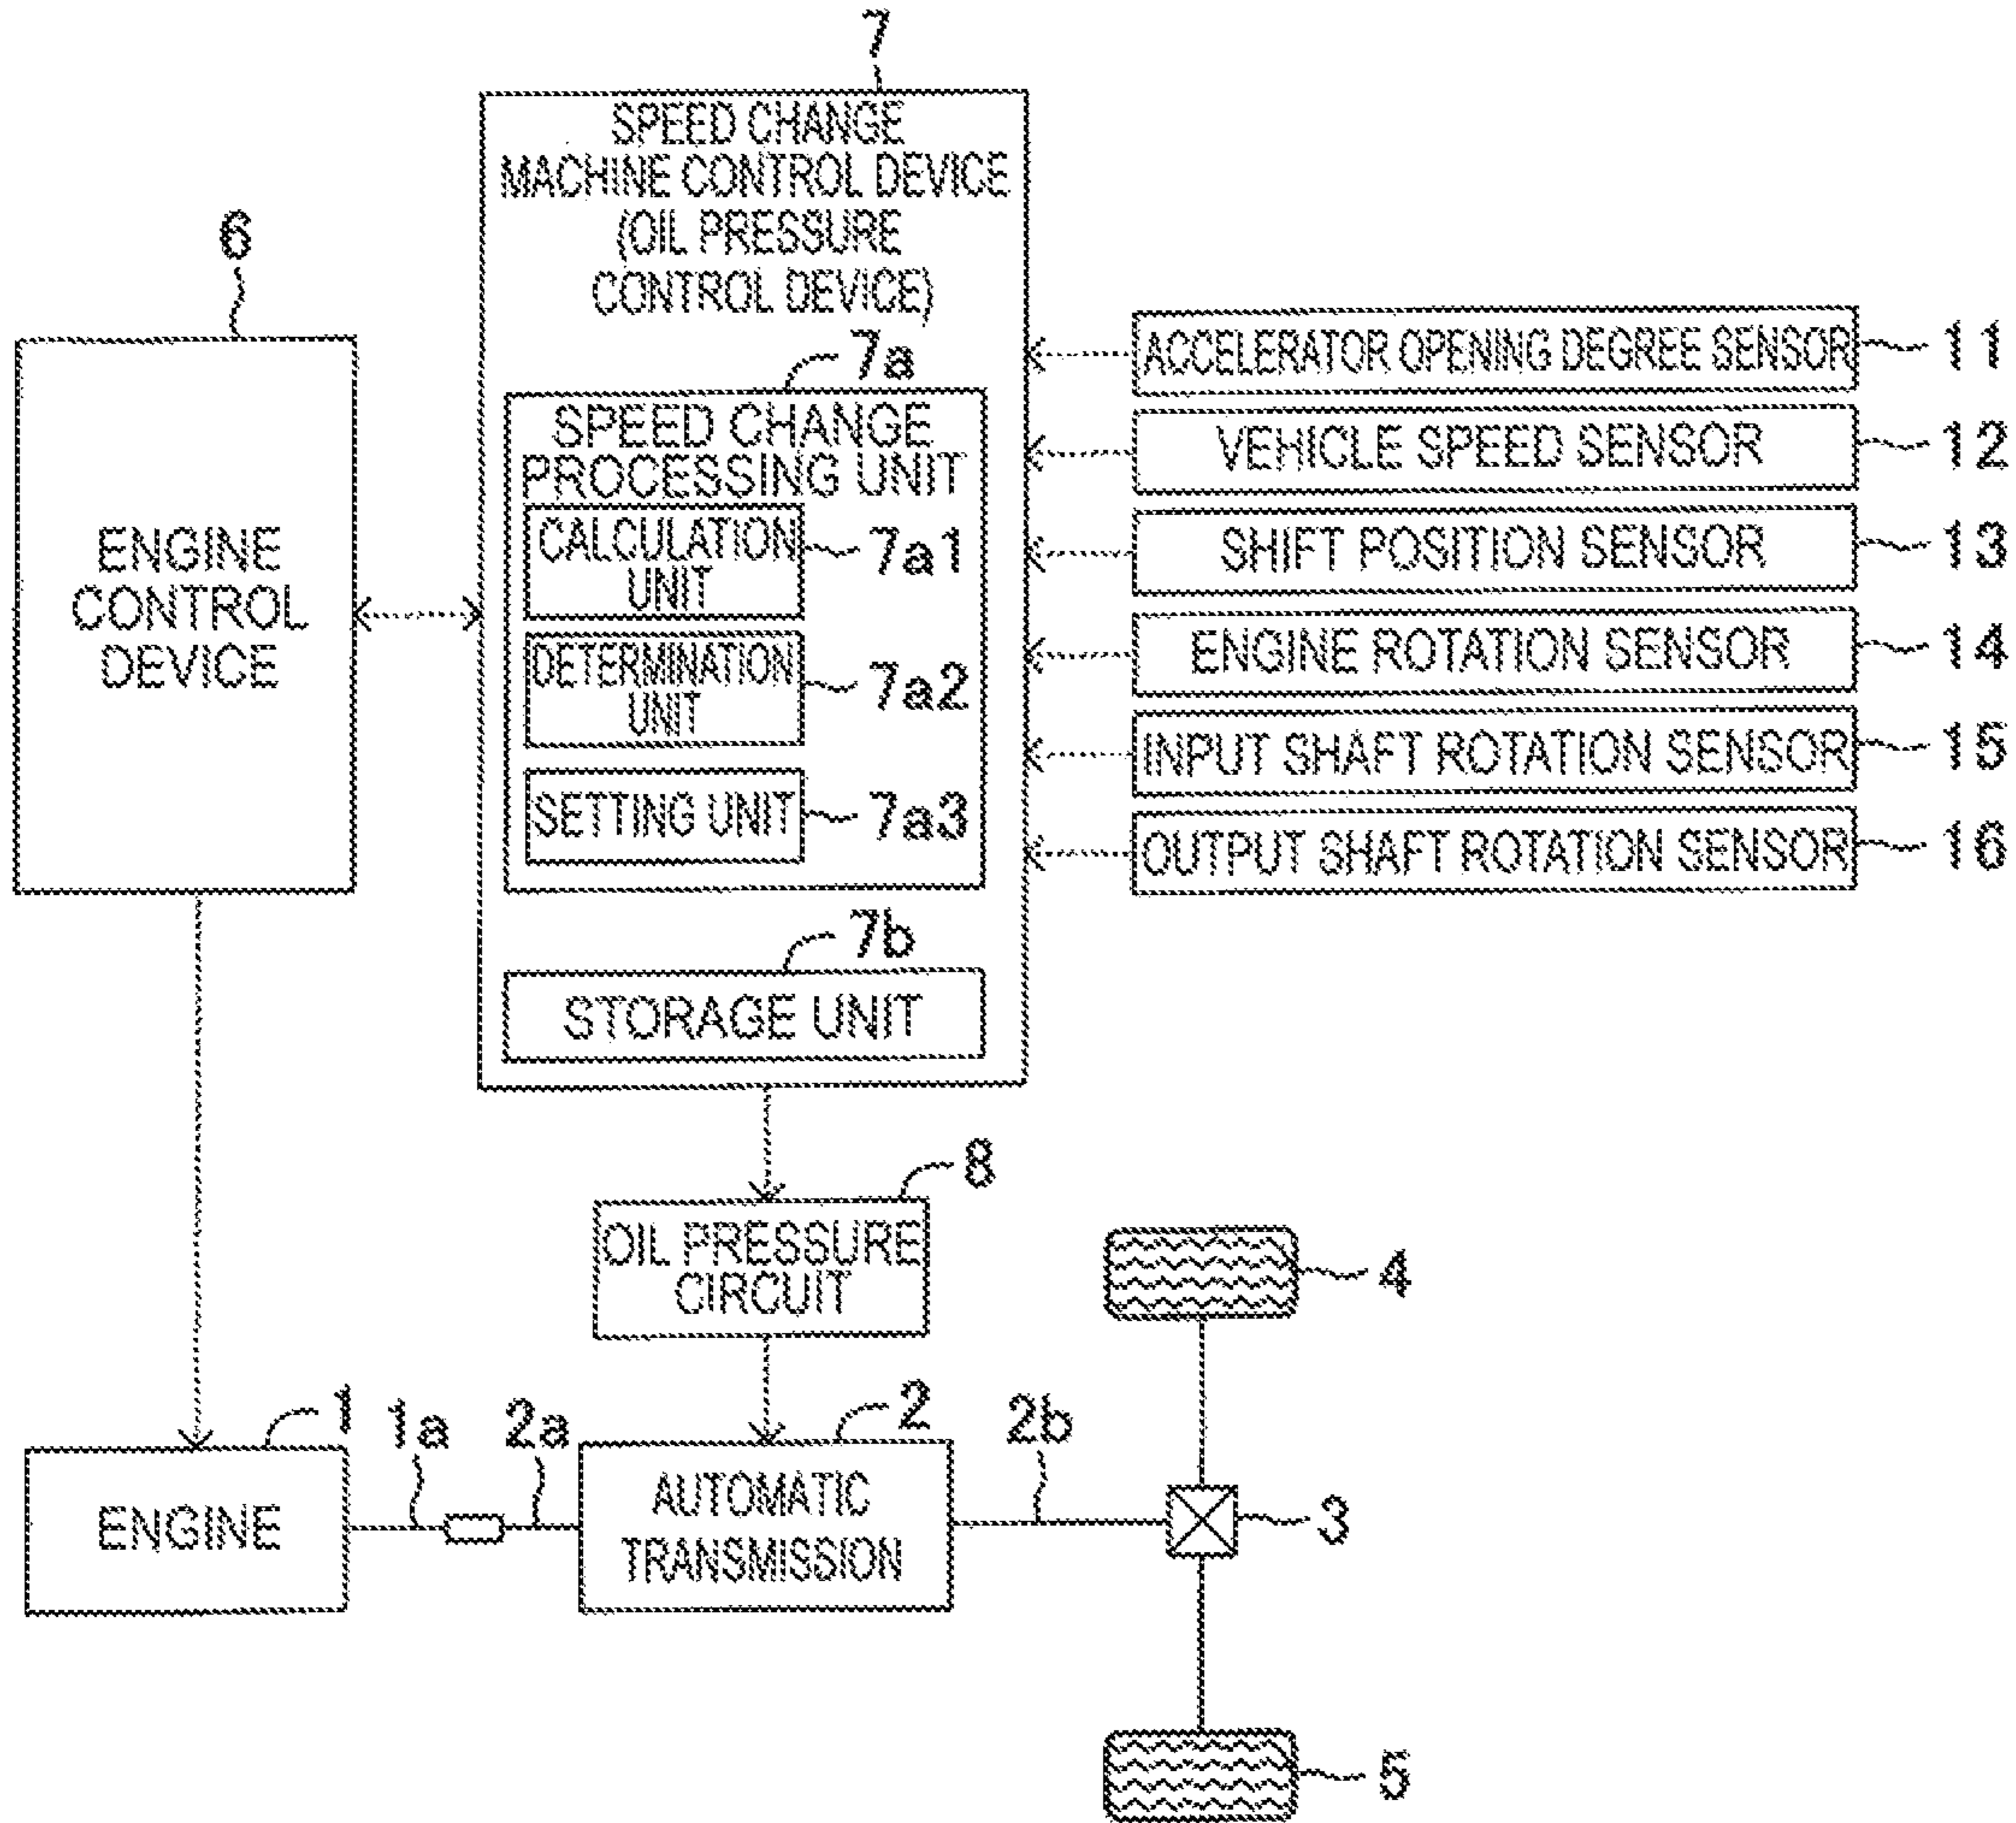 7
SPEED CHANGE
MACHINE CONTROL DEVICE
(OIL PRESSURE
CONTROL DEVICE)
6
ENGINE
CONTROL
DEVICE
7a
SPEED CHANGE
PROCESSING UNIT
CALCULATION
UNIT
7a1
DETERMINATION
UNIT
7a2
SETTING UNIT
7a3
7b
STORAGE UNIT
ACCELERATOR OPENING DEGREE SENSOR
11
VEHICLE SPEED SENSOR
12
SHIFT POSITION SENSOR
13
ENGINE ROTATION SENSOR
14
INPUT SHAFT ROTATION SENSOR
15
OUTPUT SHAFT ROTATION SENSOR
16
8
OIL PRESSURE
CIRCUIT
4
1
1a
2a
2
2b
ENGINE
AUTOMATIC
TRANSMISSION
3
5